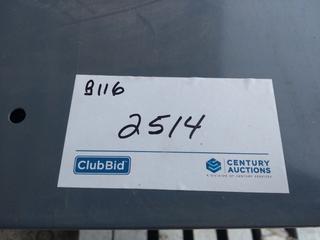 B116
2514
ClubBid
CENTURY
AUCTIONS
A DIVISION OF CENTURY SERVICES